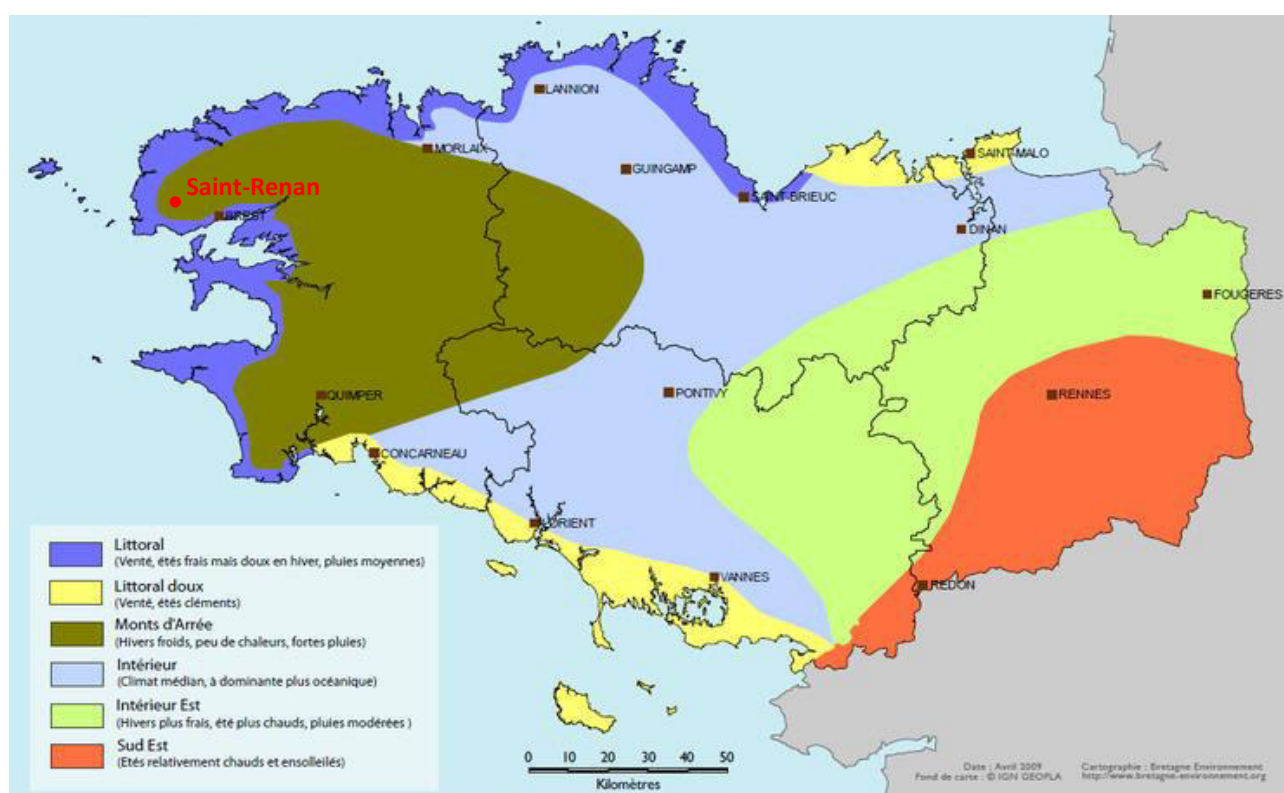 LANNION
MORLAIX
SAINT-MALO
GUINGAMP
Saint-Renan
SAINT-BRIEUC
BREST
DINAN
FOUGERES
PONTIVY
RENNES
QUIMPER
CONCARNEAU
LORIENT
VANNES
REDON
Littoral
(Venté, étés frais mais doux en hiver, pluies moyennes)
Littoral doux
(Venté, étés cléments)
Monts d'Arrée
(Hivers froids, peu de chaleurs, fortes pluies)
Intérieur
(Climat médian, à dominante plus océanique)
Intérieur Est
(Hivers plus frais, été plus chauds, pluies modérées )
Sud Est
(Etés relativement chauds et ensolleilés)
0 10 20 30 40 50
Kilomètres
Date : Avril 2009
Fond de carte : © IGN GEOFLA
Cartographie : Bretagne Environnement
http://www.bretagne-environnement.org